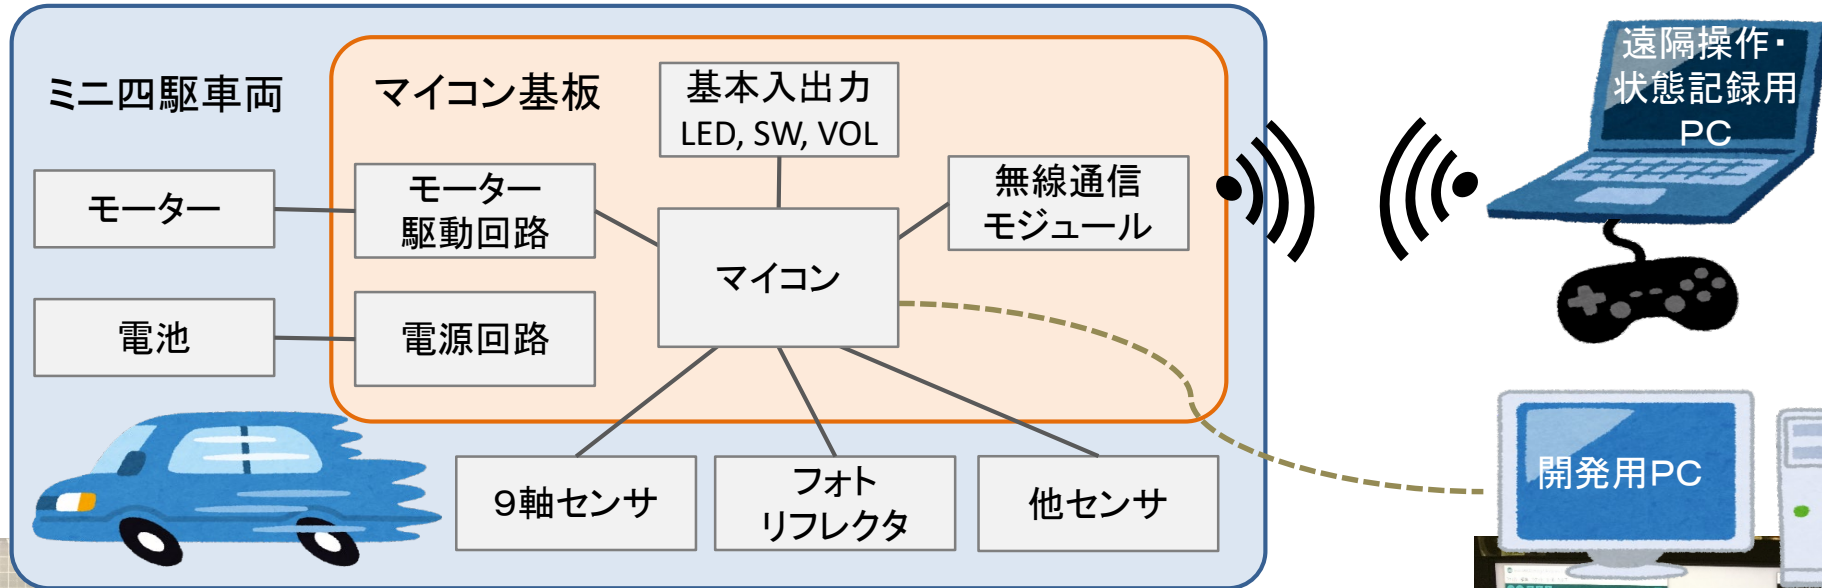 ミニ四駆車両
マイコン基板
基本入出力
LED, SW, VOL
モーター
モーター
駆動回路
無線通信
モジュール
マイコン
電池
電源回路
9軸センサ
フォト
リフレクタ
他センサ
遠隔操作・
状態記録用
PC
開発用PC